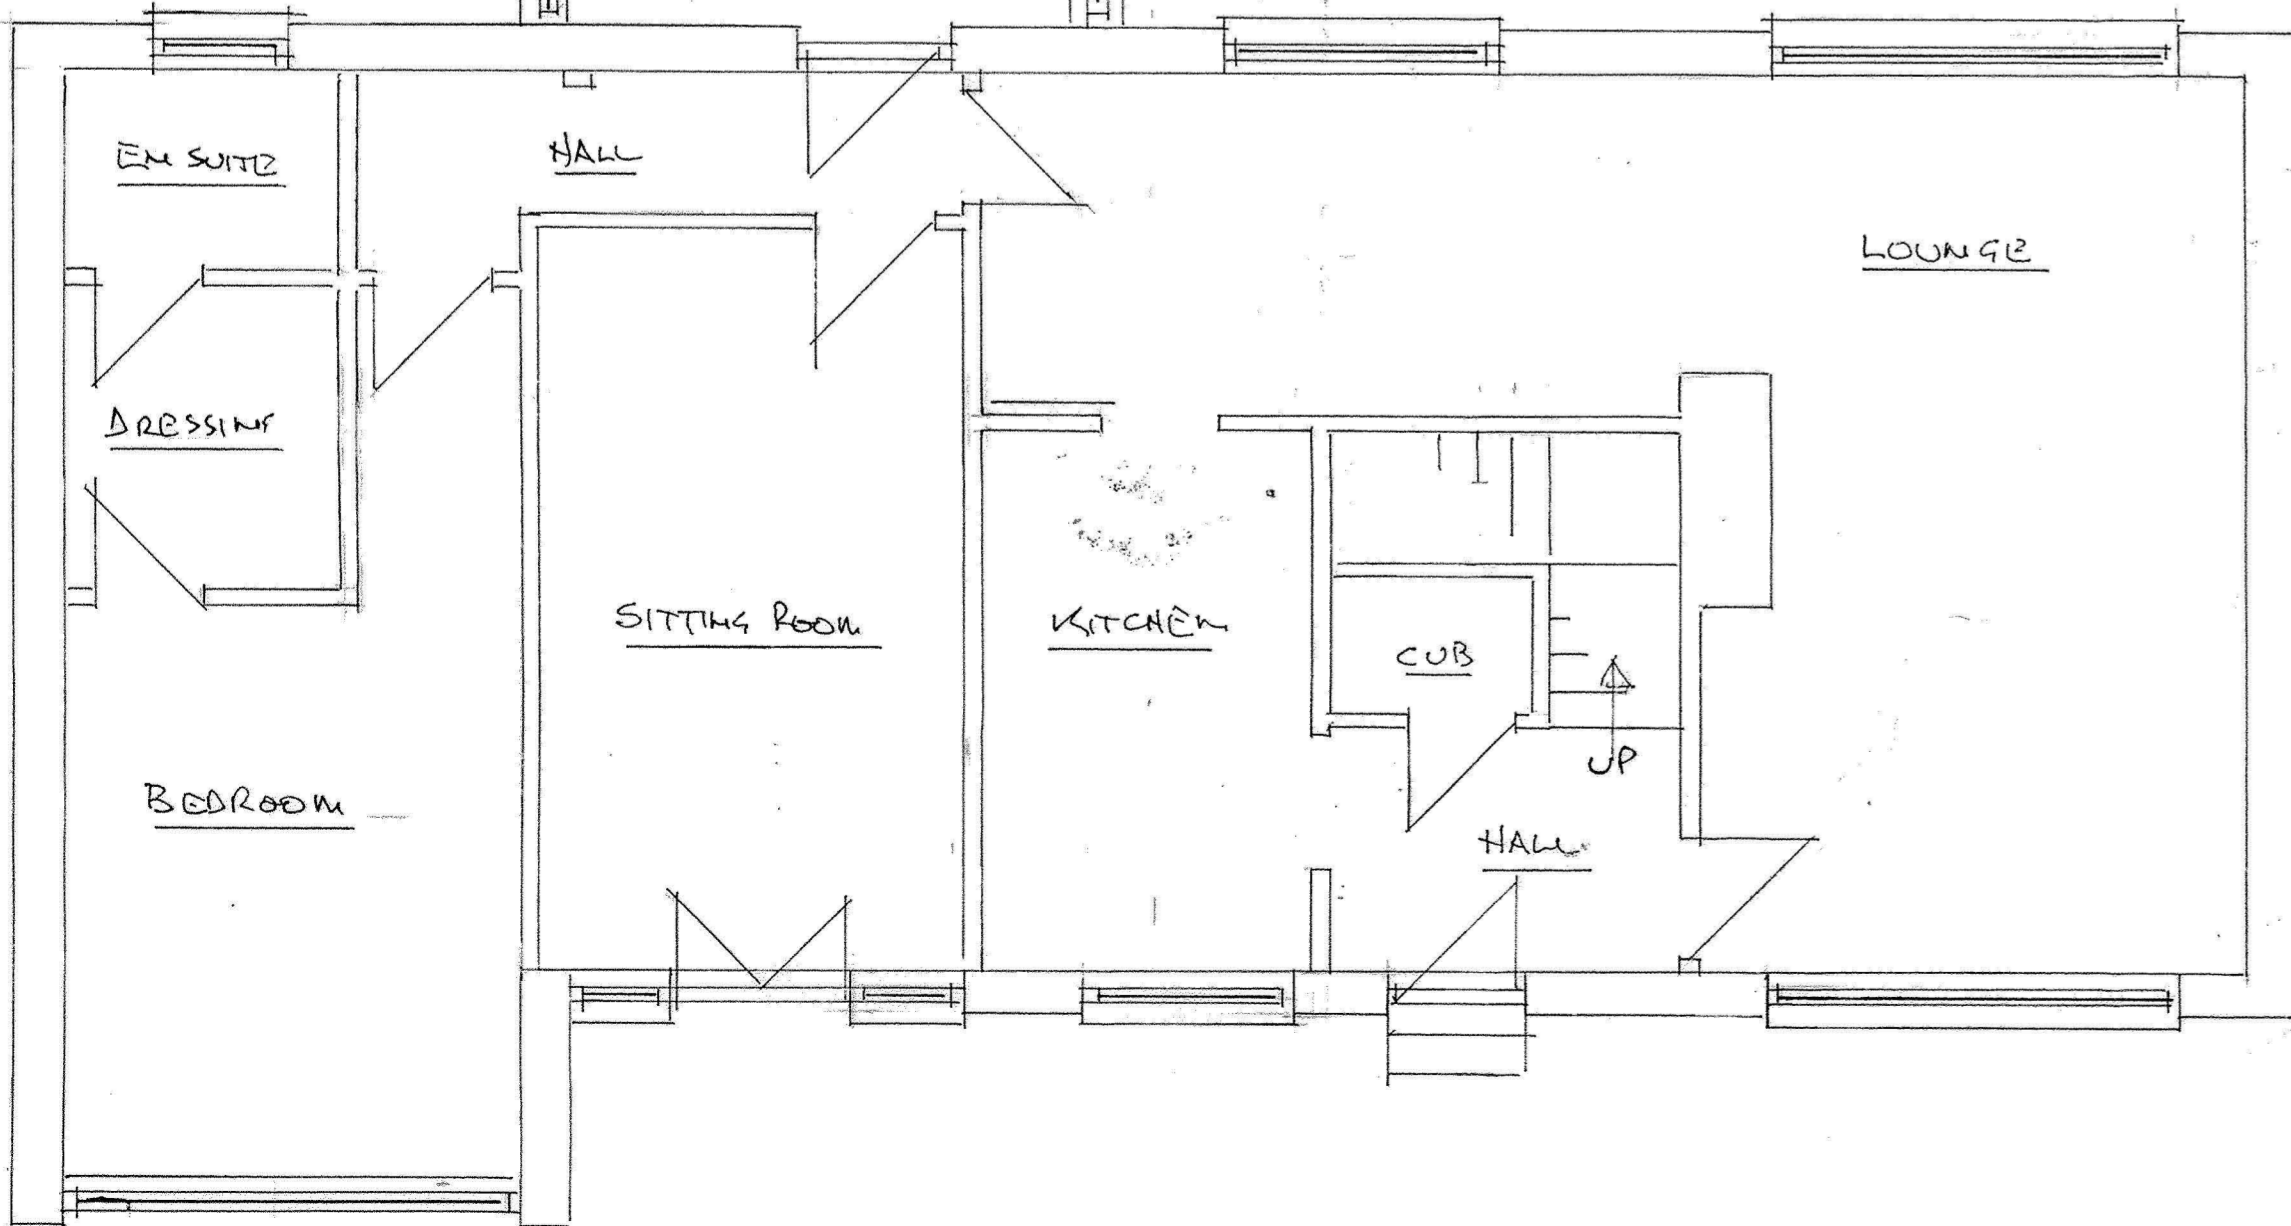 EN SUITE
HALL
LOUNGE
DRESSING
SITTING ROOM
KITCHEN
CUB
UP
BEDROOM
HALL